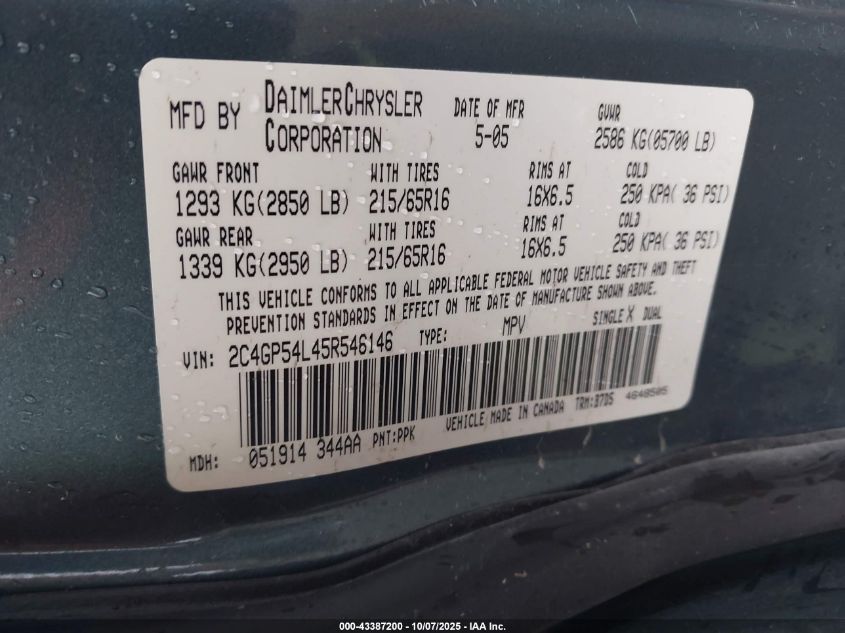 MFD BY DAIMLERCHRYSLER CORPORATION DATE OF MFR 5-05 GVWR 2586 KG(05700 LB)
GAWR FRONT WITH TIRES RIMS AT COLD
1293 KG(2850 LB) 215/65R16 16X6.5 250 KPA( 36 PSI)
GAWR REAR WITH TIRES RIMS AT COLD
1339 KG(2950 LB) 215/65R16 16X6.5 250 KPA( 36 PSI)
THIS VEHICLE CONFORMS TO ALL APPLICABLE FEDERAL MOTOR VEHICLE SAFETY AND THEFT
PREVENTION STANDARDS IN EFFECT ON THE DATE OF MANUFACTURE SHOWN ABOVE.
VIN: 2C4GP54L45R546146 TYPE: MPV SINGLE X DUAL
MDH: 051914 344AA PNT:PPK VEHICLE MADE IN CANADA TRM:B7D5 4648505
000-43387200 - 10/07/2025 - IAA Inc.